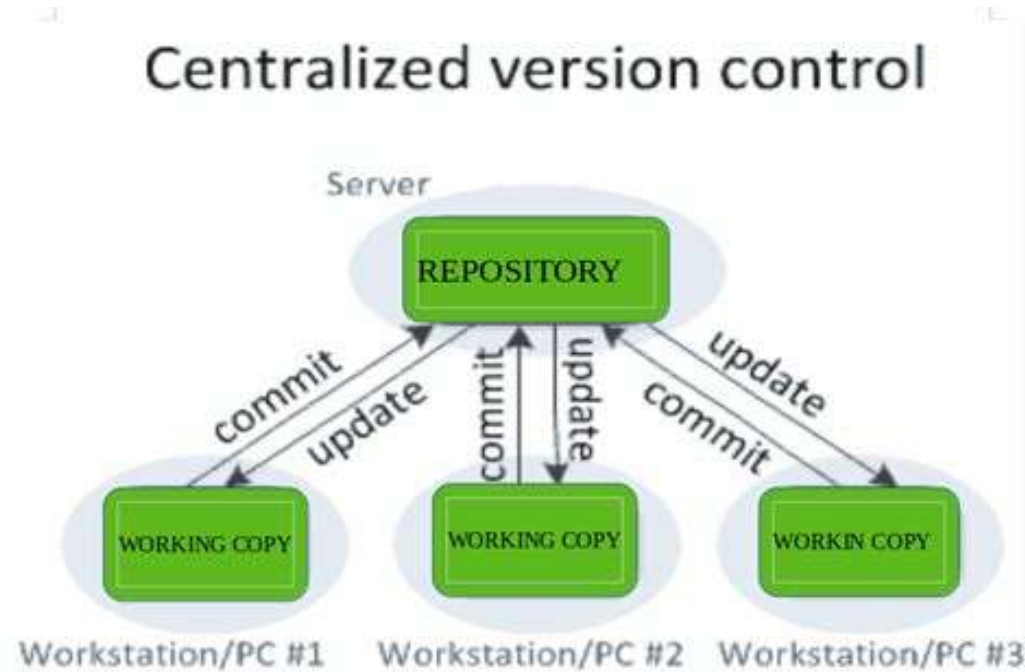 Centralized version control
Server
REPOSITORY
commit
update
commit
update
commit
update
WORKING COPY
WORKING COPY
WORKIN COPY
Workstation/PC #1
Workstation/PC #2
Workstation/PC #3